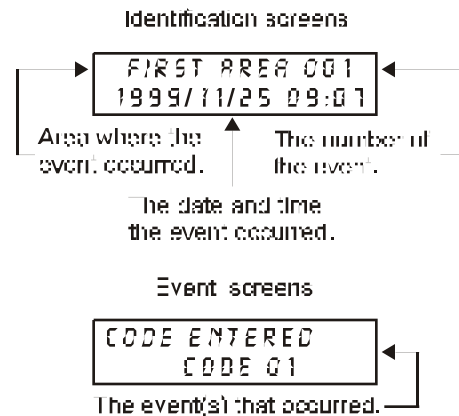 Identification screens
FIRST AREA 001
1999/11/25 09:07
Area where the
event occurred.
The number of
the event.
The date and time
the event occurred.
Event screens
CODE ENTERED
CODE 01
The event(s) that occurred.